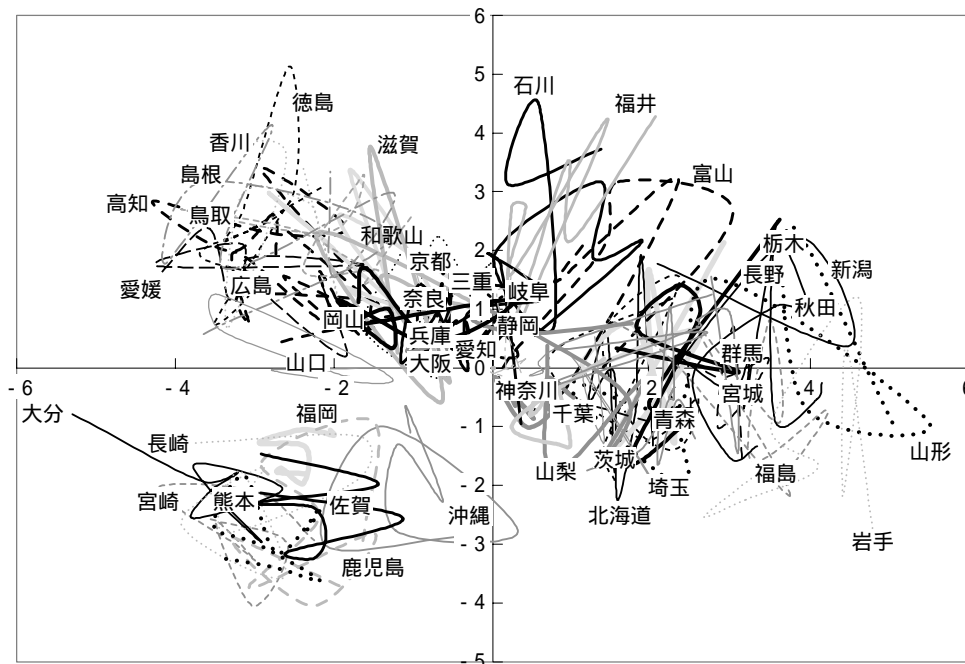 6
5
石川
福井
徳島
4
香川
滋賀
島根
富山
3
高知
鳥取
和歌山
栃木
2
京都
三重
長野
新潟
愛媛
広島
奈良
岐阜
秋田
1
岡山
静岡
兵庫
愛知
群馬
山口
大阪
-6
-4
-2
0
神奈川
2
宮城
4
6
大分
福岡
千葉
青森
-1
長崎
山梨
茨城
福島
山形
-2
宮崎
熊本
佐賀
沖縄
埼玉
北海道
-3
岩手
鹿児島
-4
-5